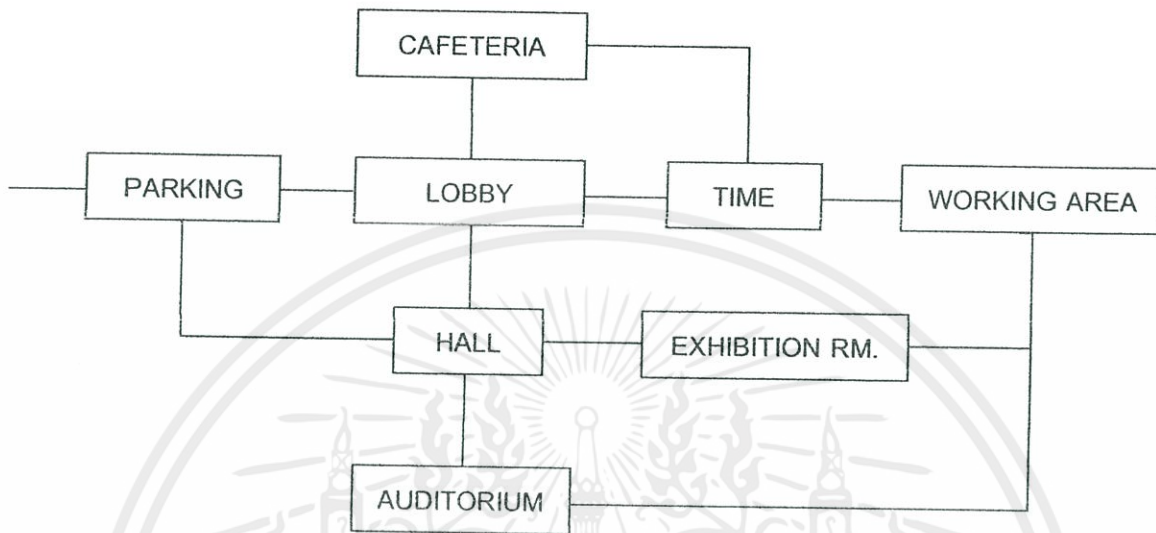 CAFETERIA
PARKING
LOBBY
TIME
WORKING AREA
HALL
EXHIBITION RM.
AUDITORIUM